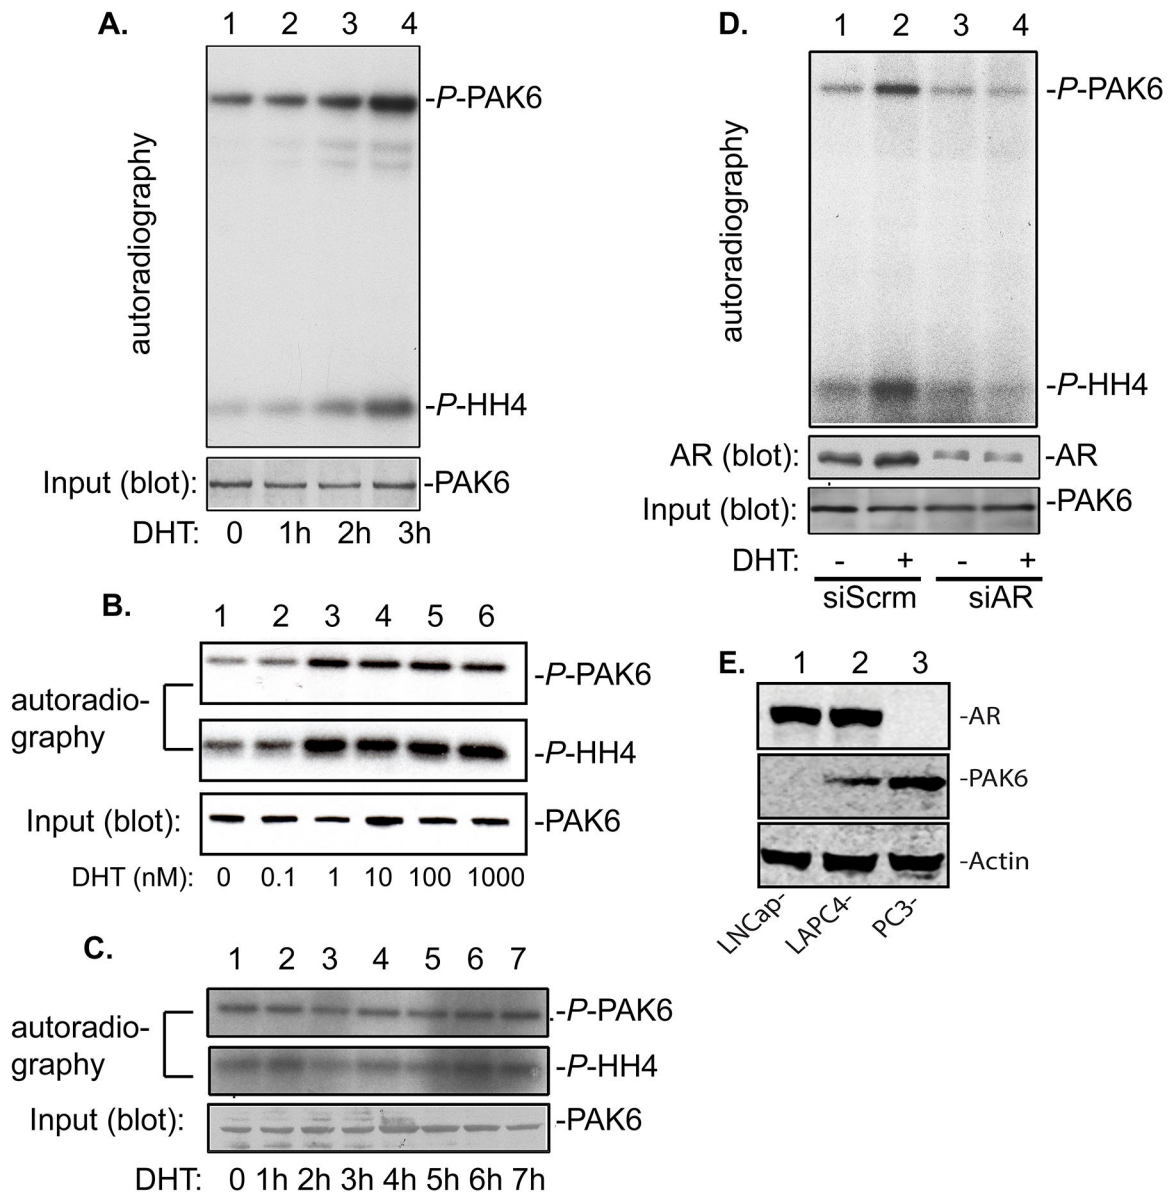 A.
1 2 3 4
autoradiography
-P-PAK6
-P-HH4
Input (blot): -PAK6
DHT: 0 1h 2h 3h
B.
1 2 3 4 5 6
autoradio-
graphy
-P-PAK6
-P-HH4
Input (blot): -PAK6
DHT (nM): 0 0.1 1 10 100 1000
C.
1 2 3 4 5 6 7
autoradio-
graphy
-P-PAK6
-P-HH4
Input (blot): -PAK6
DHT: 0 1h 2h 3h 4h 5h 6h 7h
D.
1 2 3 4
autoradiography
-P-PAK6
-P-HH4
AR (blot): -AR
Input (blot): -PAK6
DHT: - + - +
siScrm siAR
E.
1 2 3
-AR
-PAK6
-Actin
LNCap- LAPC4- PC3-